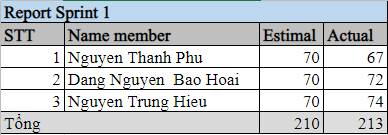 Report Sprint 1
STT Name member Estimal Actual
1 Nguyen Thanh Phu 70 67
2 Dang Nguyen Bao Hoai 70 72
3 Nguyen Trung Hieu 70 74
Tổng 210 213